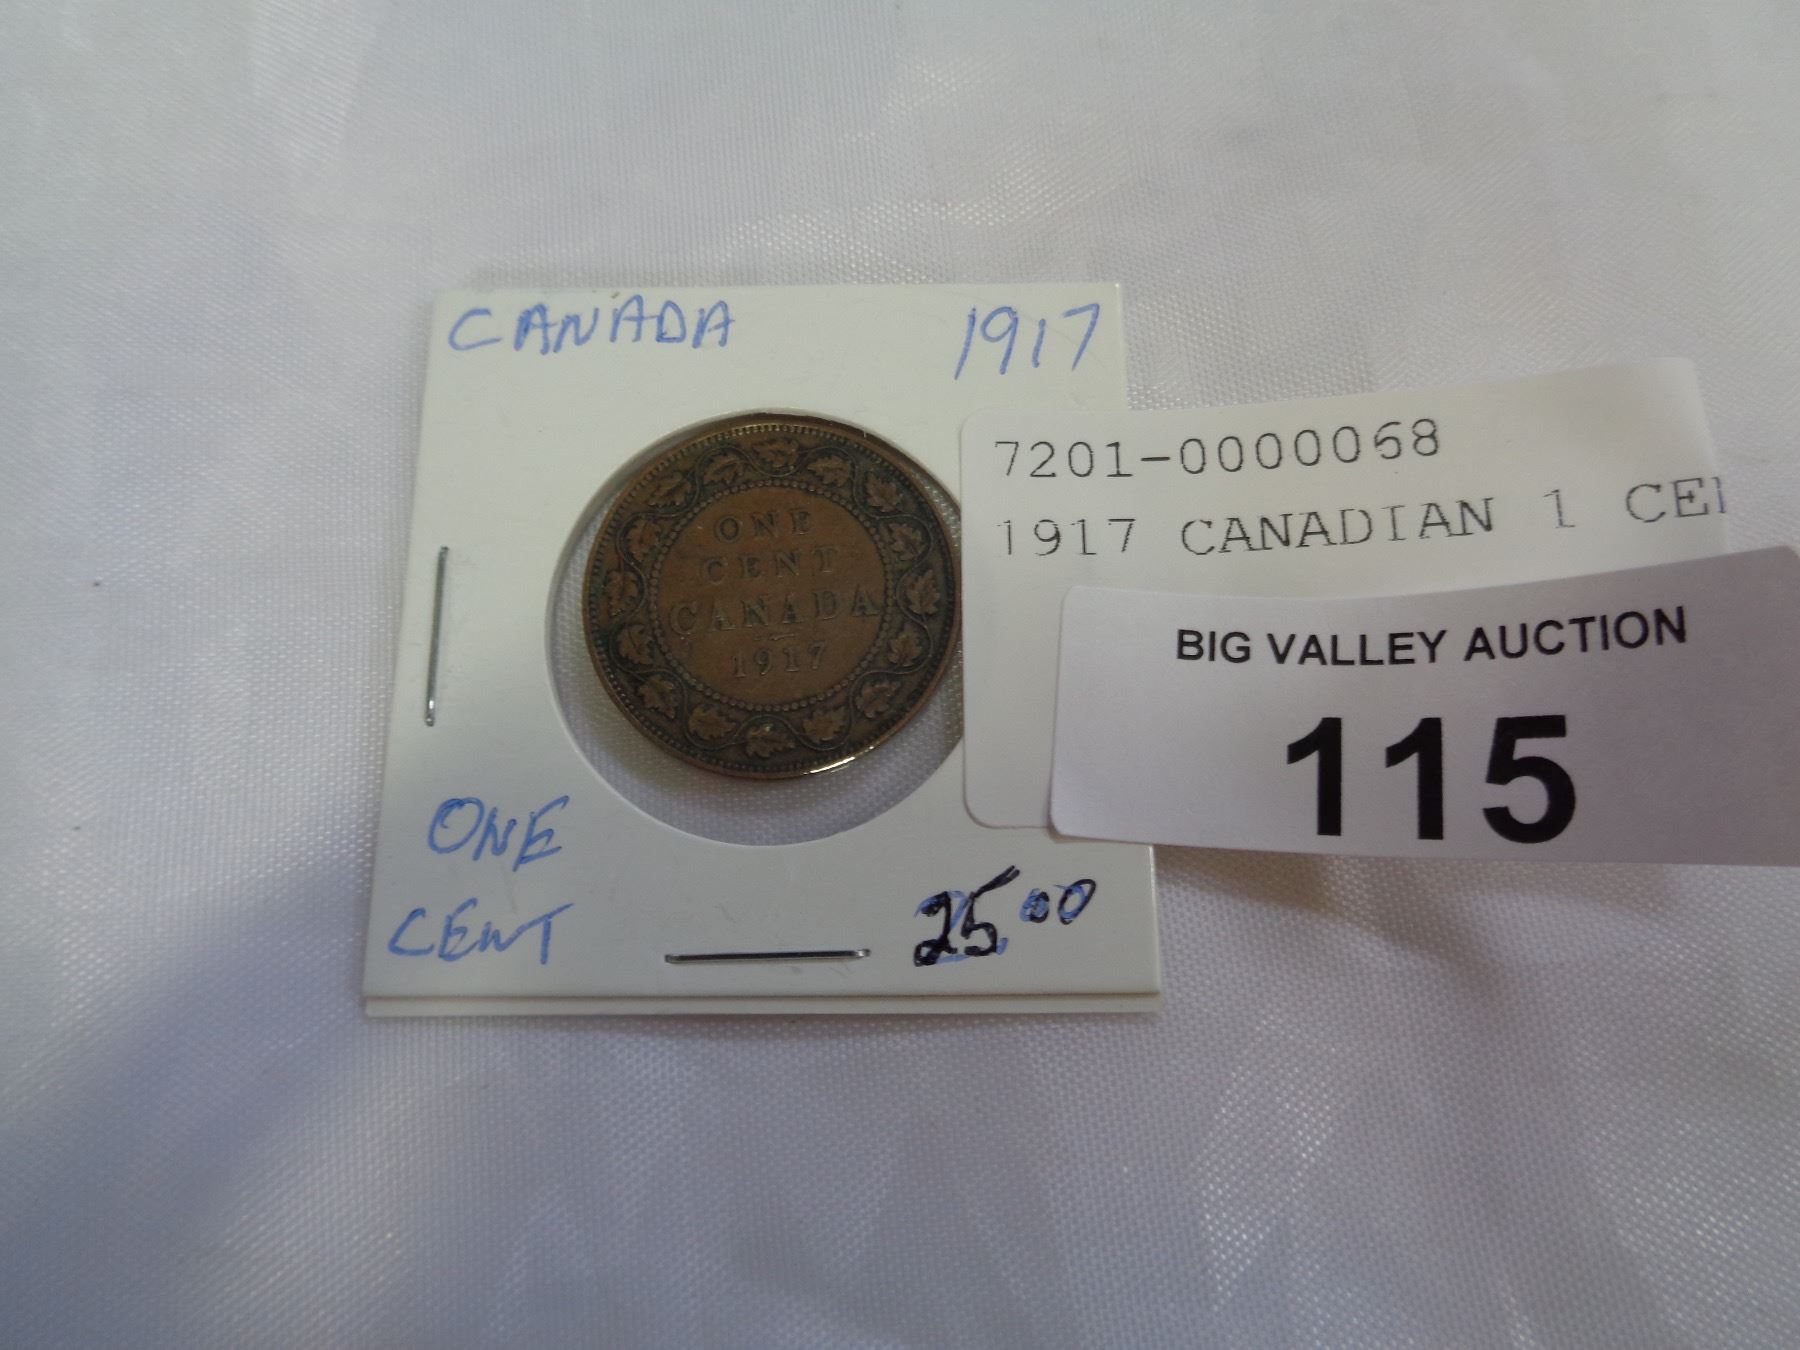 CANADA 1917
ONE
CENT
CANADA
1917
ONE
CENT
25.00
7201-0000068
1917 CANADIAN 1 CE
BIG VALLEY AUCTION
115